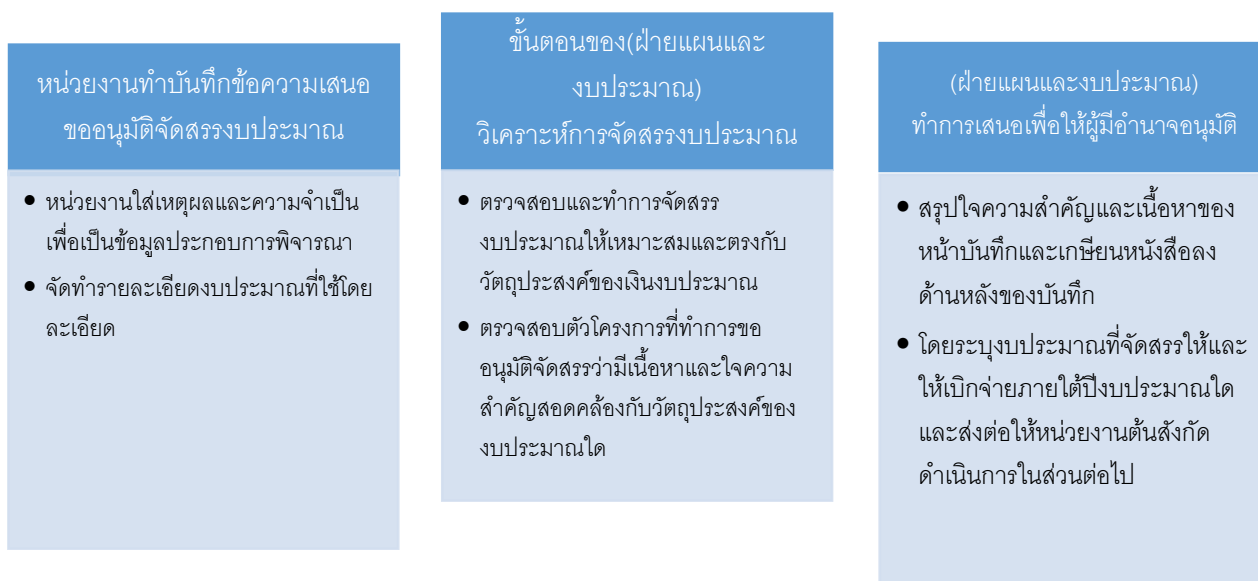 หน่วยงานทำบันทึกข้อความเสนอ
ขออนุมัติจัดสรรงบประมาณ
• หน่วยงานใส่เหตุผลและความจำเป็น
เพื่อเป็นข้อมูลประกอบการพิจารณา
• จัดทำรายละเอียดงบประมาณที่ใช้โดย
ละเอียด
ขั้นตอนของ(ฝ่ายแผนและ
งบประมาณ)
วิเคราะห์การจัดสรรงบประมาณ
• ตรวจสอบและทำการจัดสรร
งบประมาณให้เหมาะสมและตรงกับ
วัตถุประสงค์ของเงินงบประมาณ
• ตรวจสอบตัวโครงการที่ทำการขอ
อนุมัติจัดสรรว่ามีเนื้อหาและใจความ
สำคัญสอดคล้องกับวัตถุประสงค์ของ
งบประมาณใด
(ฝ่ายแผนและงบประมาณ)
ทำการเสนอเพื่อให้ผู้มีอำนาจอนุมัติ
• สรุปใจความสำคัญและเนื้อหาของ
หน้าบันทึกและเกษียนหนังสือลง
ด้านหลังของบันทึก
• โดยระบุงบประมาณที่จัดสรรให้และ
ให้เบิกจ่ายภายใต้ปีงบประมาณใด
และส่งต่อให้หน่วยงานต้นสังกัด
ดำเนินการในส่วนต่อไป